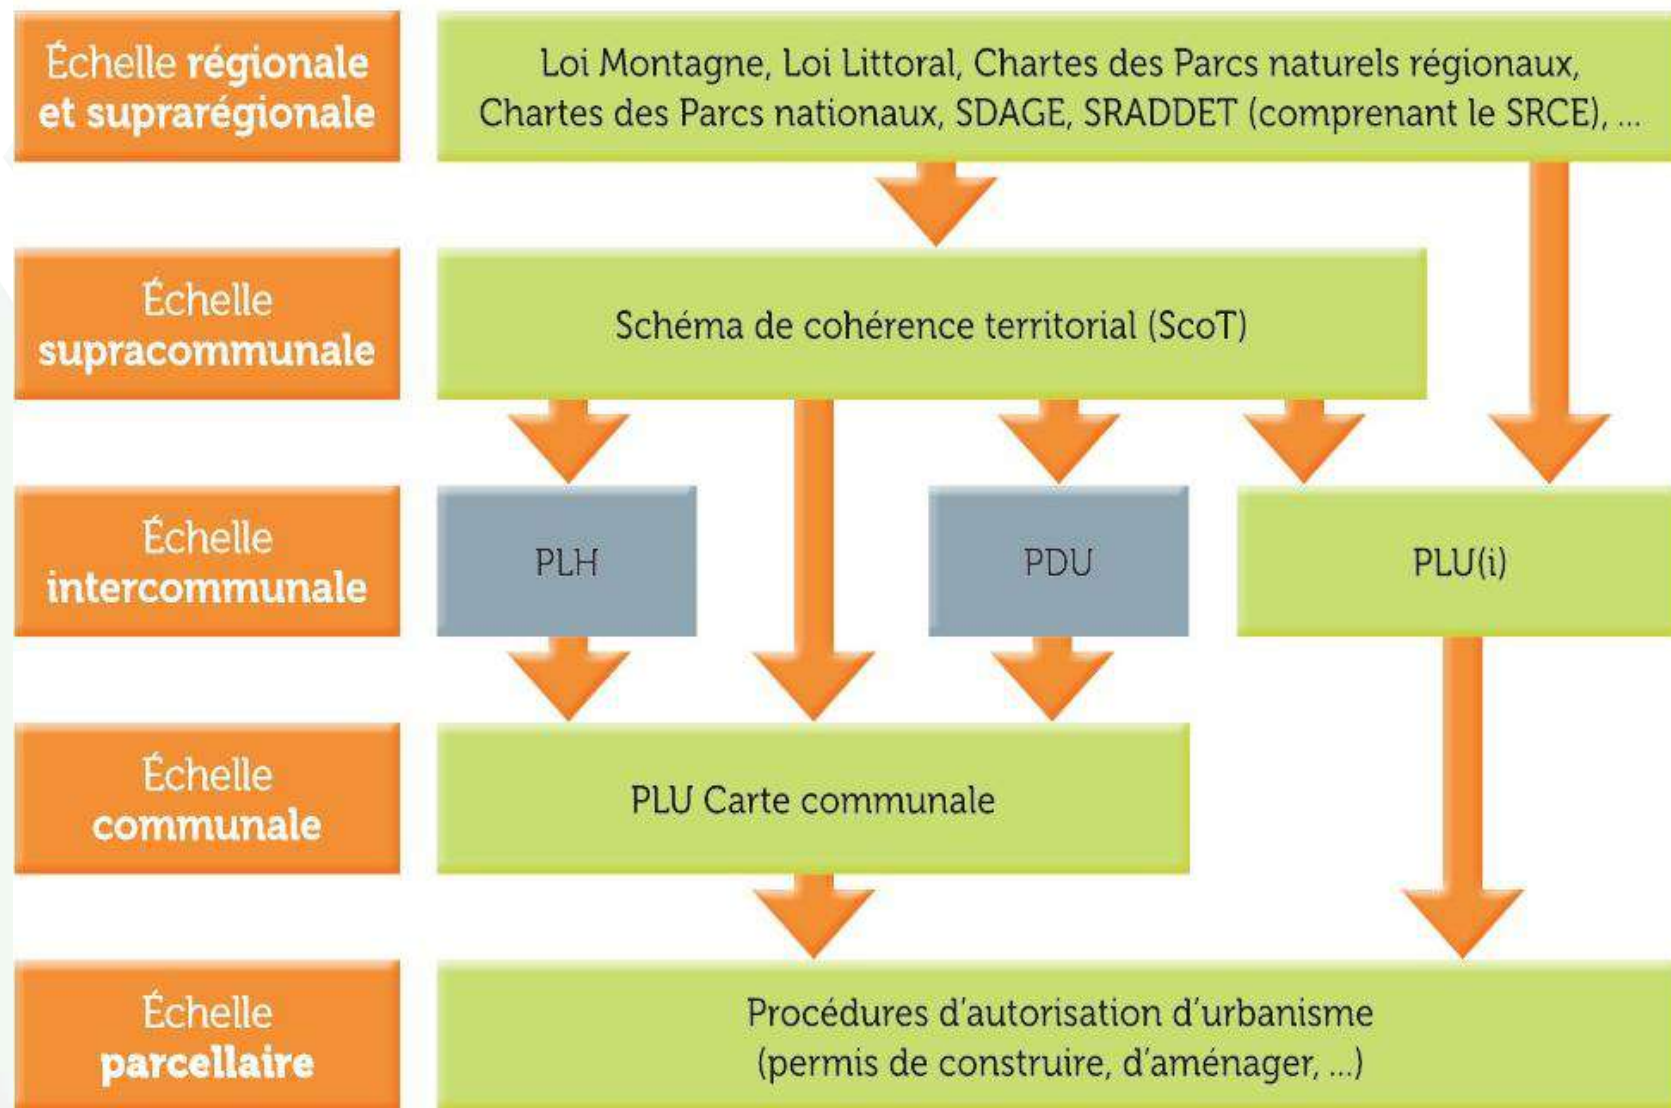 Échelle régionale
et suprarégionale
Loi Montagne, Loi Littoral, Chartes des Parcs naturels régionaux,
Chartes des Parcs nationaux, SDAGE, SRADDET (comprenant le SRCE), ...
Échelle
supracommunale
Schéma de cohérence territorial (ScoT)
Échelle
intercommunale
PLH
PDU
PLU(i)
Échelle
communale
PLU Carte communale
Échelle
parcellaire
Procédures d'autorisation d'urbanisme
(permis de construire, d'aménager, ...)